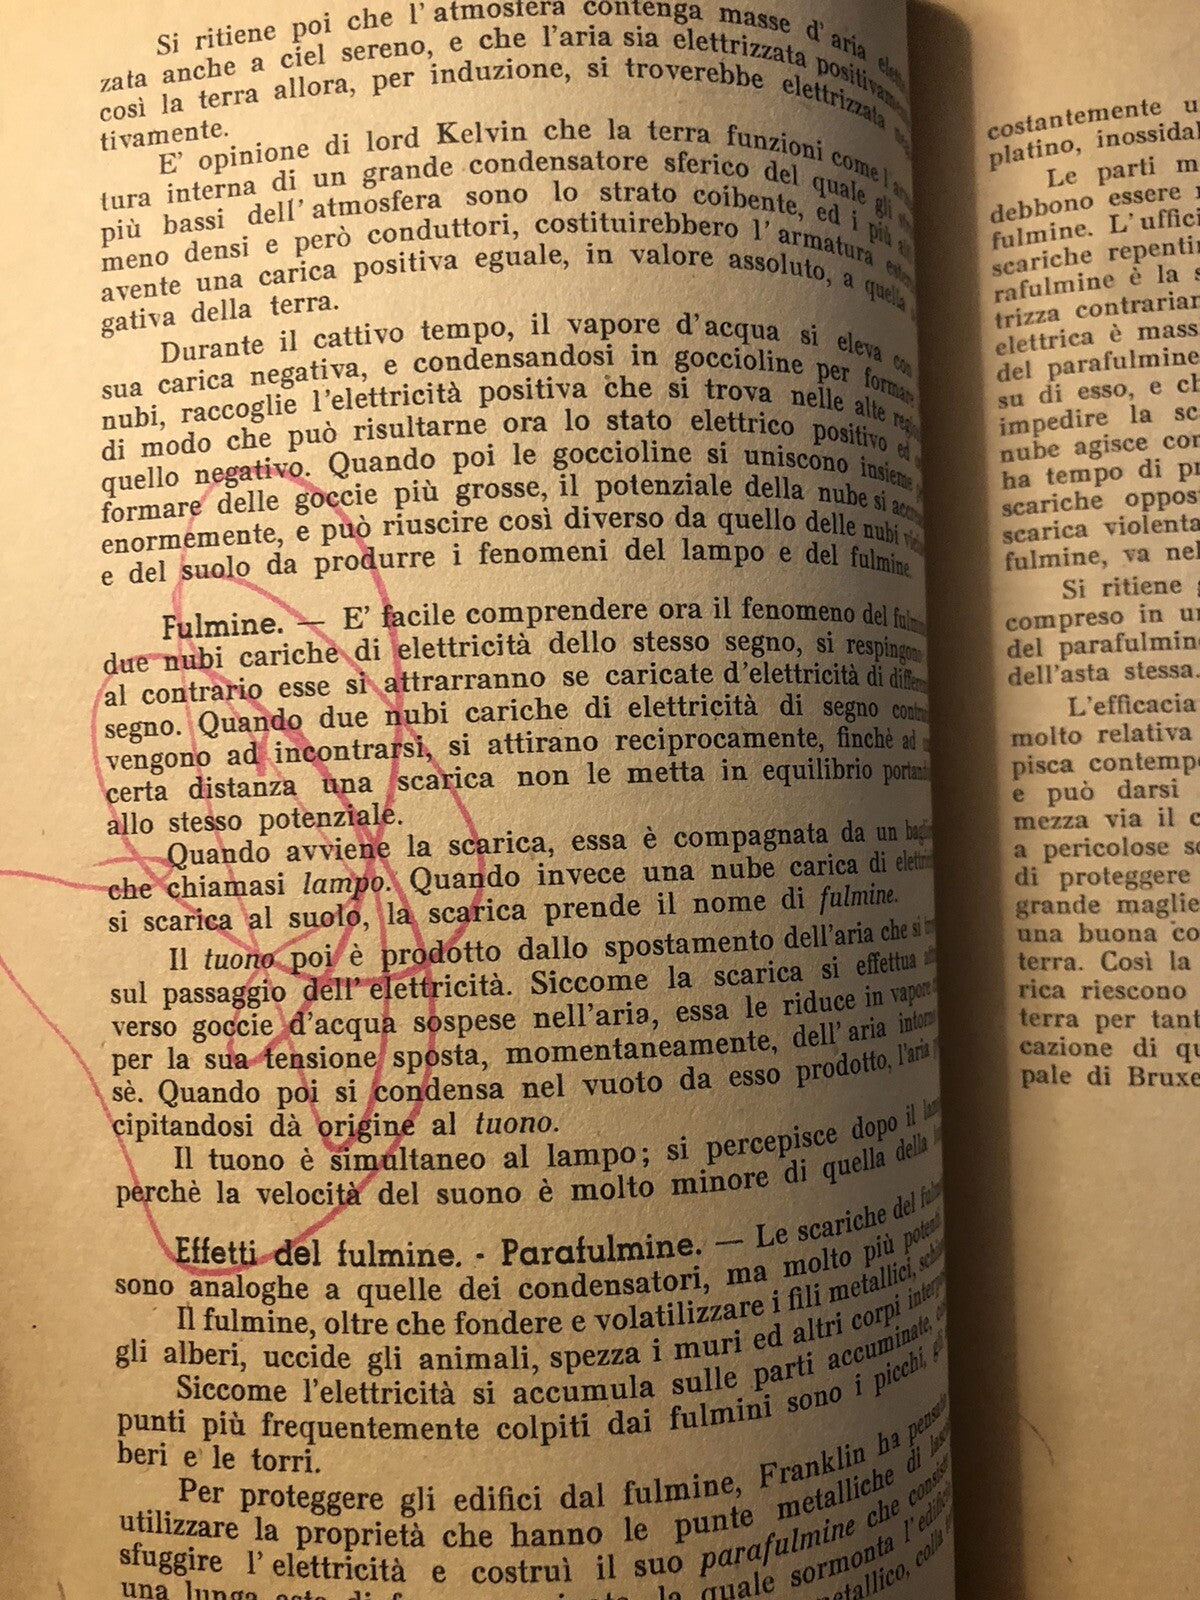 Si ritiene poi che l'atmosfera contenga masse d'aria
zata anche a ciel sereno, e che l'aria sia elettrizzata
così la terra allora, per induzione, si troverebbe elettrizzata
tivamente.
E' opinione di lord Kelvin che la terra funzioni come
tura interna di un grande condensatore sferico del quale gli
più bassi dell'atmosfera sono lo strato coibente, ed i più
meno densi e però conduttori, costituirebbero l'armatura
avente una carica positiva eguale, in valore assoluto, a quella
gativa della terra.
Durante il cattivo tempo, il vapore d'acqua si eleva con
sua carica negativa, e condensandosi in goccioline per formare
nubi, raccoglie l'elettricità positiva che si trova nelle alte
di modo che può risultarne ora lo stato elettrico positivo ed
quello negativo. Quando poi le goccioline si uniscono insieme
formare delle goccie più grosse, il potenziale della nube si
enormemente, e può riuscire così diverso da quello delle nubi
e del suolo da produrre i fenomeni del lampo e del fulmine.
Fulmine. — E' facile comprendere ora il fenomeno del
due nubi cariche di elettricità dello stesso segno, si
al contrario esse si attrarranno se caricate d'elettricità di
segno. Quando due nubi cariche di elettricità di segno
vengono ad incontrarsi, si attirano reciprocamente, finchè ad
certa distanza una scarica non le metta in equilibrio
allo stesso potenziale.
Quando avviene la scarica, essa è compagnata da un
che chiamasi lampo. Quando invece una nube carica di
si scarica al suolo, la scarica prende il nome di fulmine.
Il tuono poi è prodotto dallo spostamento dell'aria che si
sul passaggio dell'elettricità. Siccome la scarica si effettua
verso goccie d'acqua sospese nell'aria, essa le riduce in vapore
per la sua tensione sposta, momentaneamente, dell'aria
sè. Quando poi si condensa nel vuoto da esso prodotto, l'aria
cipitandosi dà origine al tuono.
Il tuono è simultaneo al lampo; si percepisce dopo il
perchè la velocità del suono è molto minore di quella della
Effetti del fulmine. - Parafulmine. — Le scariche del
sono analoghe a quelle dei condensatori, ma molto più
Il fulmine, oltre che fondere e volatilizzare i fili metallici,
gli alberi, uccide gli animali, spezza i muri ed altri corpi
Siccome l'elettricità si accumula sulle parti accuminate,
punti più frequentemente colpiti dai fulmini sono i picchi,
beri e le torri.
Per proteggere gli edifici dal fulmine, Franklin ha
utilizzare la proprietà che hanno le punte metalliche di
sfuggire l'elettricità e costruì il suo parafulmine che
una lunga asta di la quale sormonta
colla
costantemente
platino,
Le parti
debbono essere
fulmine.
scariche
rafulmine è la
trizza
elettrica è
del parafulmine
su di esso, e
impedire la
nube agisce
ha tempo di
scariche
scarica violenta
fulmine, va
Si ritiene
compreso in
del
dell'asta stessa.
L'efficacia
molto relativa
pisca
e può darsi
mezza via il
a pericolose
di proteggere
grande
una buona
terra. Così la
rica riescono
terra per
cazione di
pale di